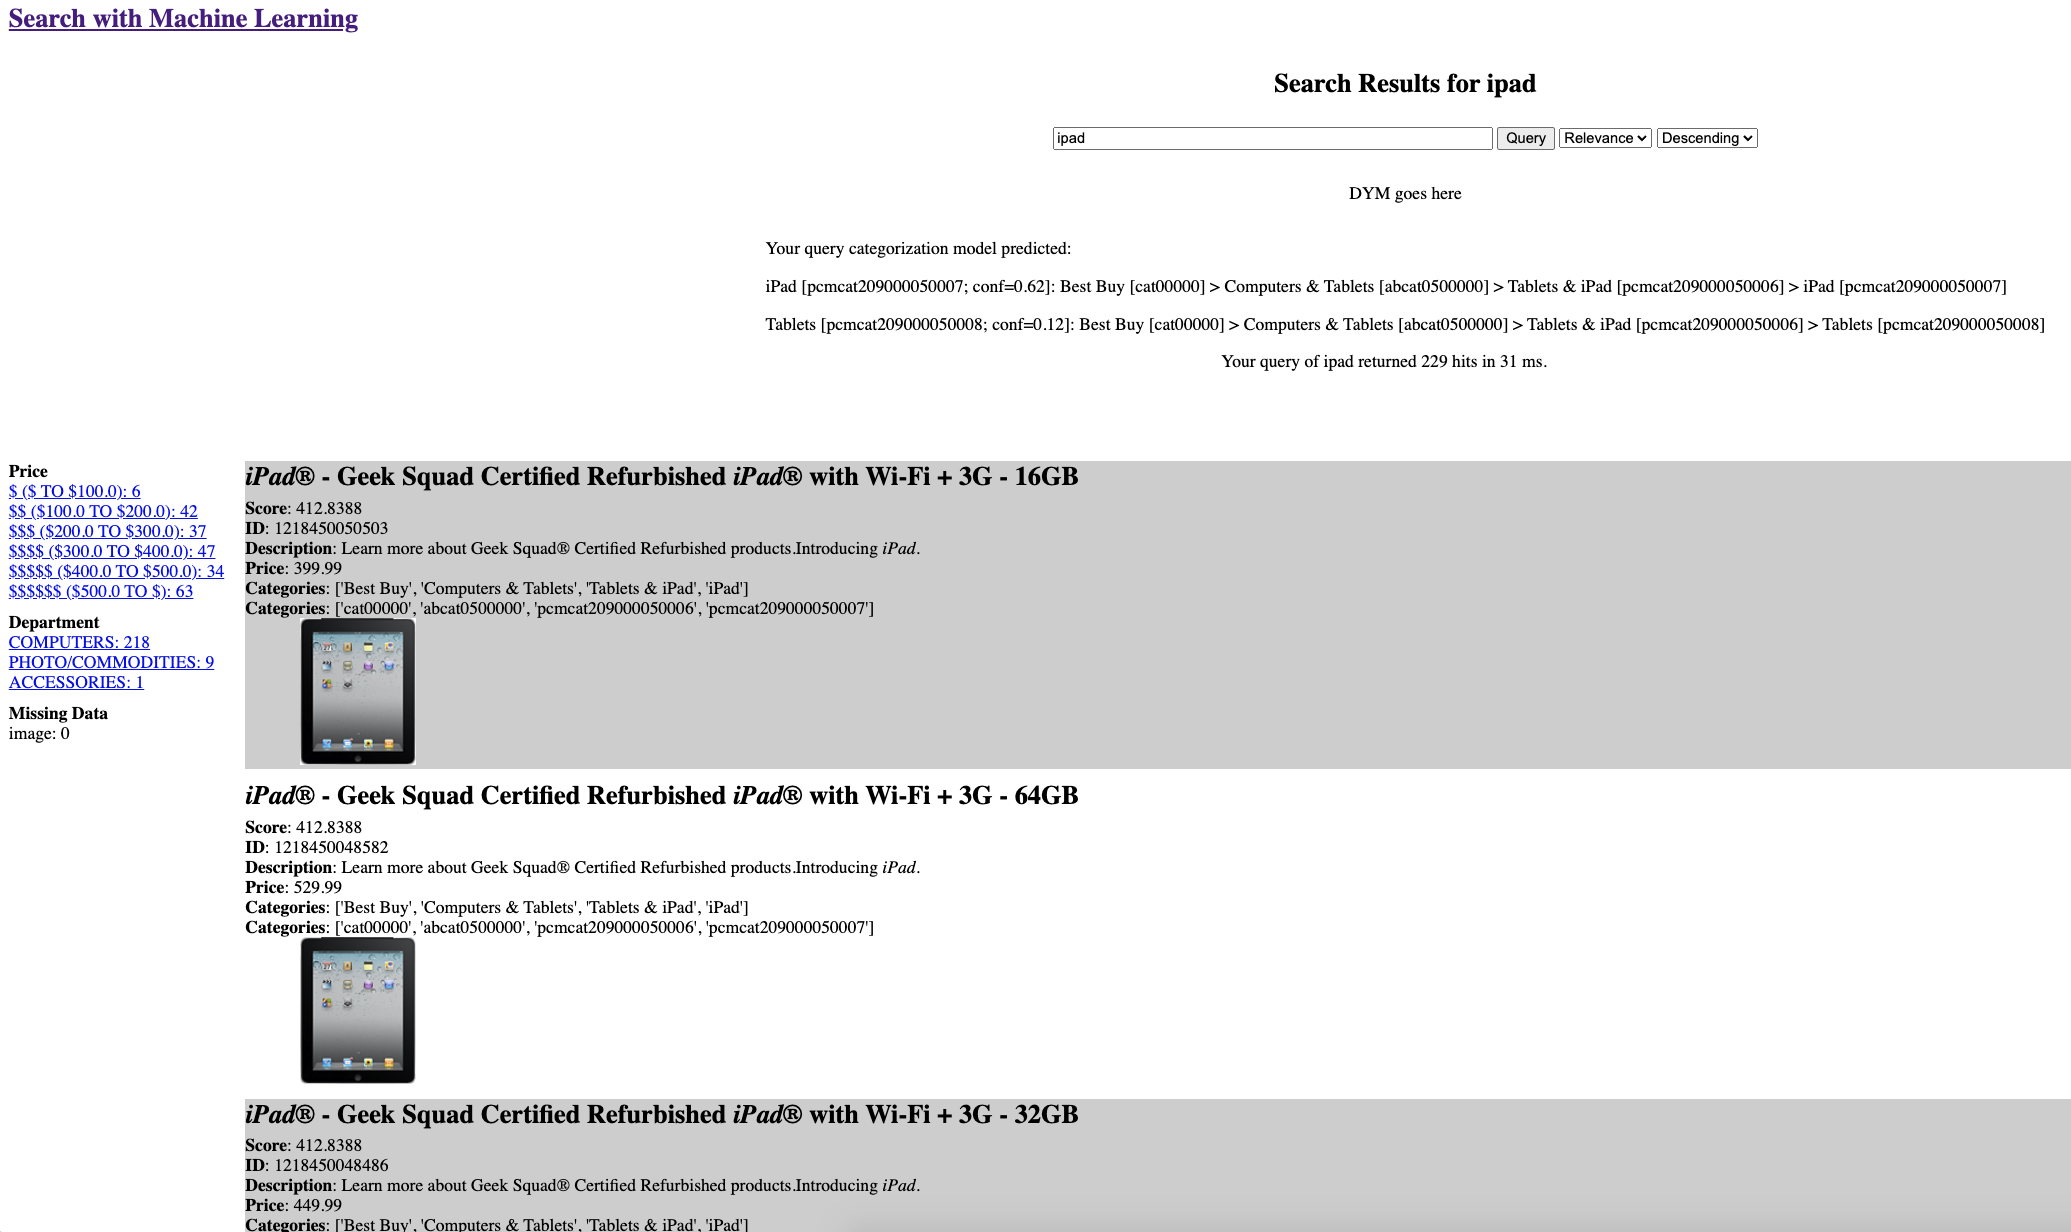 Search with Machine Learning
Search Results for ipad
ipad Query Relevance Descending
DYM goes here
Your query categorization model predicted:
iPad [pcmcat209000050007; conf=0.62]: Best Buy [cat00000] > Computers & Tablets [abcat0500000] > Tablets & iPad [pcmcat209000050006] > iPad [pcmcat209000050007]
Tablets [pcmcat209000050008; conf=0.12]: Best Buy [cat00000] > Computers & Tablets [abcat0500000] > Tablets & iPad [pcmcat209000050006] > Tablets [pcmcat209000050008]
Your query of ipad returned 229 hits in 31 ms.
Price
$ ($ TO $100.0): 6
$$ ($100.0 TO $200.0): 42
$$$ ($200.0 TO $300.0): 37
$$$$ ($300.0 TO $400.0): 47
$$$$$ ($400.0 TO $500.0): 34
$$$$$$ ($500.0 TO $): 63
Department
COMPUTERS: 218
PHOTO/COMMODITIES: 9
ACCESSORIES: 1
Missing Data
image: 0
iPad® - Geek Squad Certified Refurbished iPad® with Wi-Fi + 3G - 16GB
Score: 412.8388
ID: 1218450050503
Description: Learn more about Geek Squad® Certified Refurbished products.Introducing iPad.
Price: 399.99
Categories: ['Best Buy', 'Computers & Tablets', 'Tablets & iPad', 'iPad']
Categories: ['cat00000', 'abcat0500000', 'pcmcat209000050006', 'pcmcat209000050007']
iPad® - Geek Squad Certified Refurbished iPad® with Wi-Fi + 3G - 64GB
Score: 412.8388
ID: 1218450048582
Description: Learn more about Geek Squad® Certified Refurbished products.Introducing iPad.
Price: 529.99
Categories: ['Best Buy', 'Computers & Tablets', 'Tablets & iPad', 'iPad']
Categories: ['cat00000', 'abcat0500000', 'pcmcat209000050006', 'pcmcat209000050007']
iPad® - Geek Squad Certified Refurbished iPad® with Wi-Fi + 3G - 32GB
Score: 412.8388
ID: 1218450048486
Description: Learn more about Geek Squad® Certified Refurbished products.Introducing iPad.
Price: 449.99
Categories: ['Best Buy', 'Computers & Tablets', 'Tablets & iPad', 'iPad']